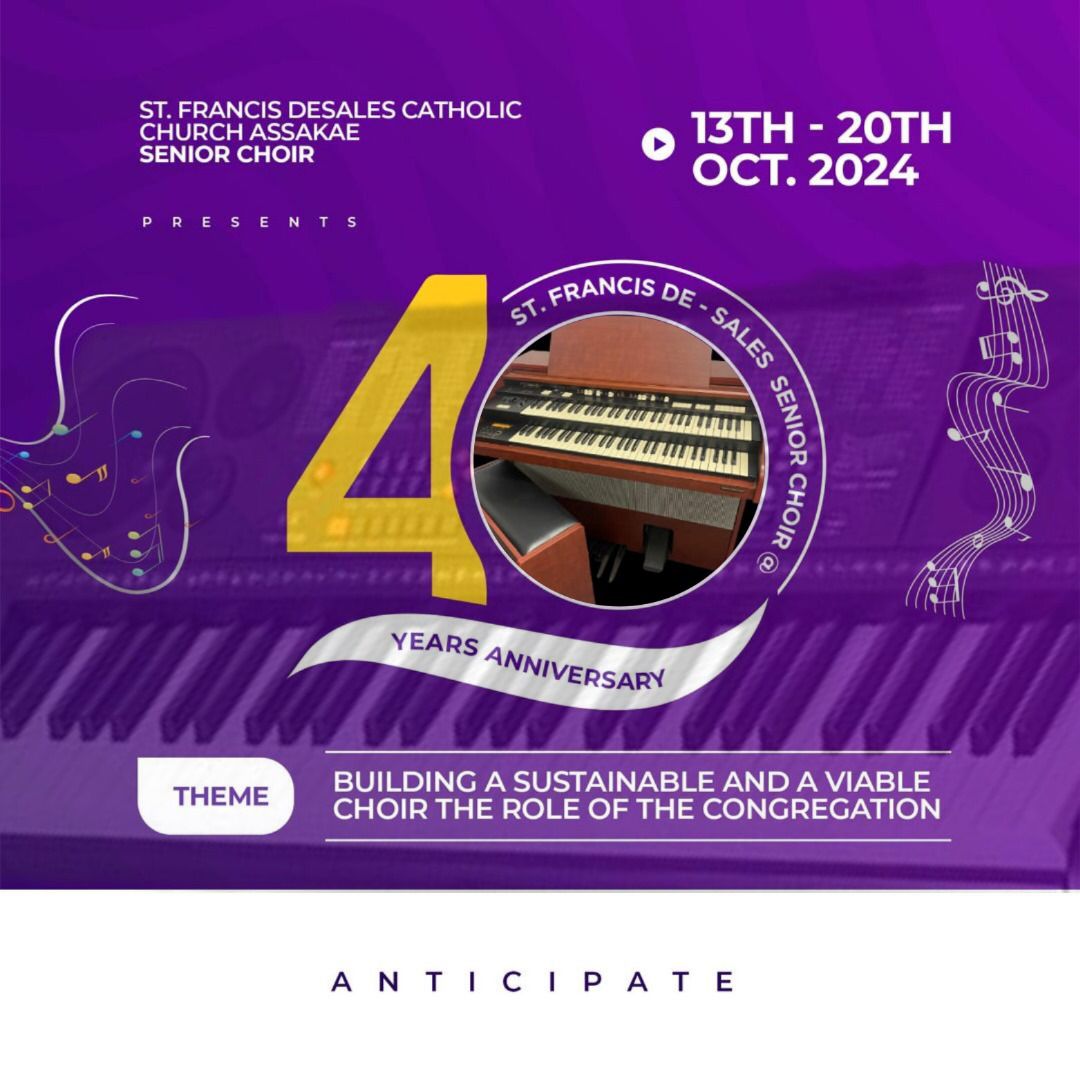 ST. FRANCIS DESALES CATHOLIC
CHURCH ASSAKAE
SENIOR CHOIR
PRESENTS
13TH - 20TH
OCT. 2024
40
ST. FRANCIS DE - SALES SENIOR CHOIR @
YEARS ANNIVERSARY
THEME
BUILDING A SUSTAINABLE AND A VIABLE
CHOIR THE ROLE OF THE CONGREGATION
ANTICIPATE